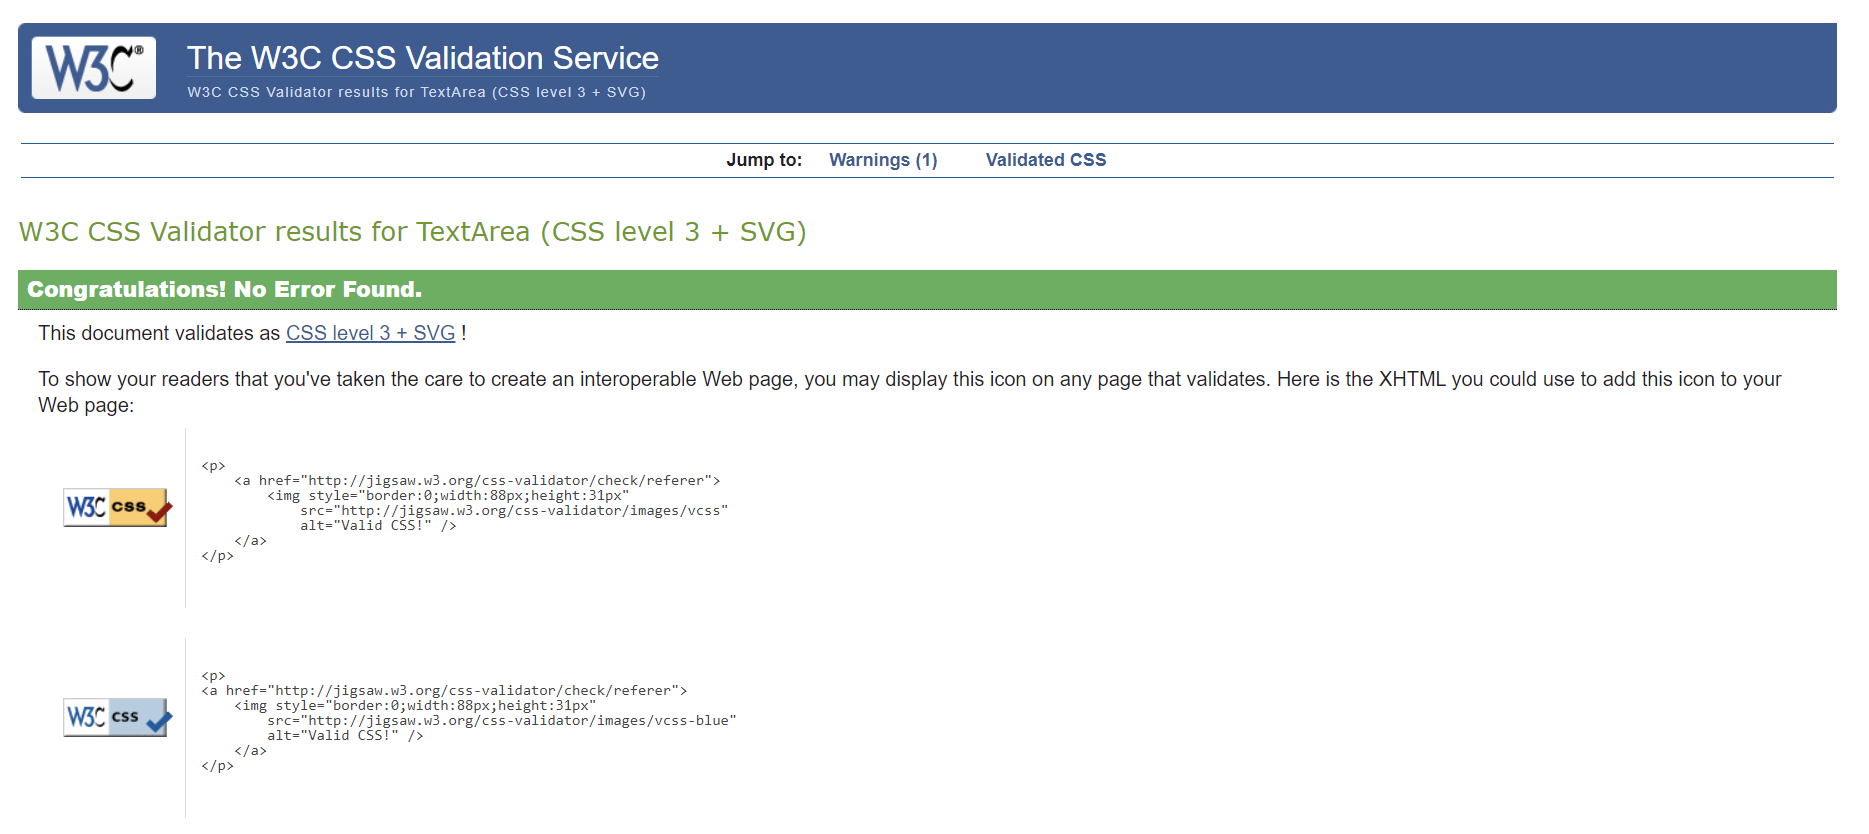 W3C®
The W3C CSS Validation Service
W3C CSS Validator results for TextArea (CSS level 3 + SVG)
Jump to: Warnings (1) Validated CSS
W3C CSS Validator results for TextArea (CSS level 3 + SVG)
Congratulations! No Error Found.
This document validates as CSS level 3 + SVG !
To show your readers that you've taken the care to create an interoperable Web page, you may display this icon on any page that validates. Here is the XHTML you could use to add this icon to your
Web page:
W3C css
<p>
    <a href="http://jigsaw.w3.org/css-validator/check/referer">
        <img style="border:0;width:88px;height:31px"
            src="http://jigsaw.w3.org/css-validator/images/vcss"
            alt="Valid CSS!" />
    </a>
</p>
W3C css
<p>
<a href="http://jigsaw.w3.org/css-validator/check/referer">
    <img style="border:0;width:88px;height:31px"
        src="http://jigsaw.w3.org/css-validator/images/vcss-blue"
        alt="Valid CSS!" />
    </a>
</p>